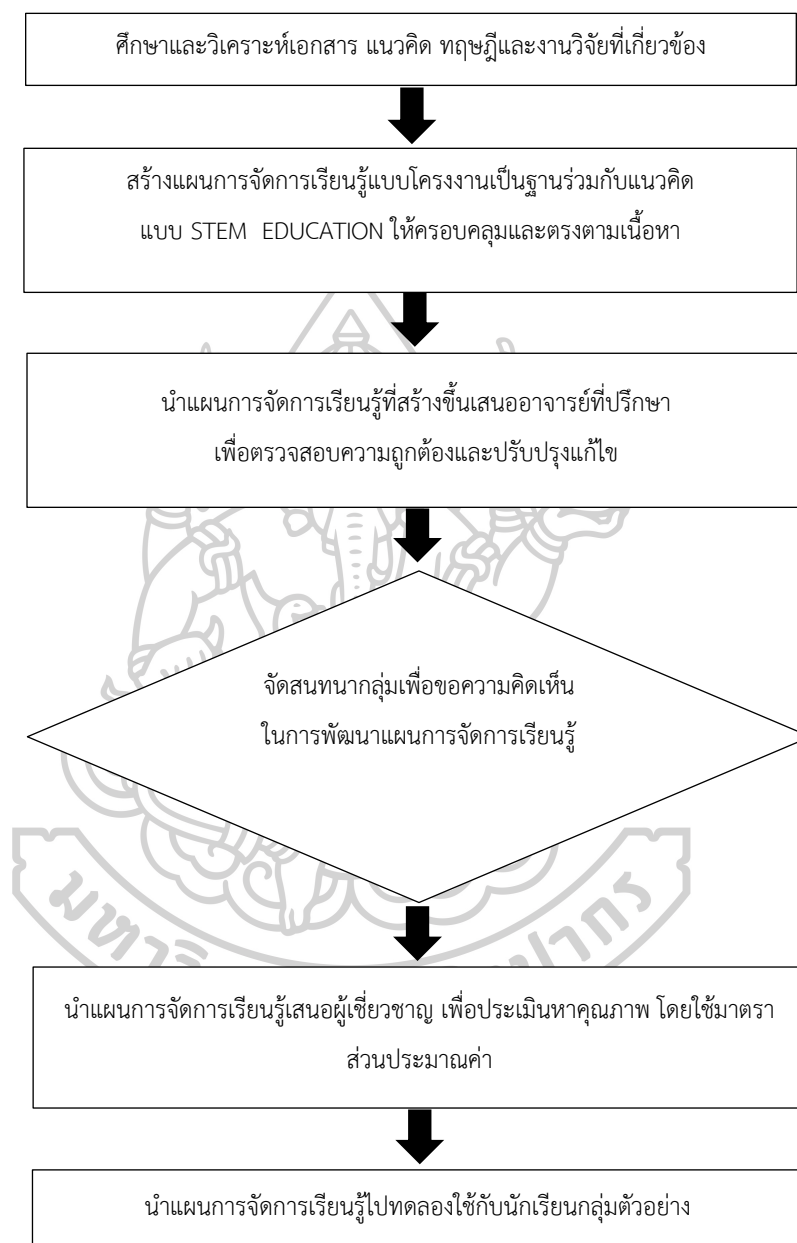 ศึกษาและวิเคราะห์เอกสาร แนวคิด ทฤษฎีและงานวิจัยที่เกี่ยวข้อง
สร้างแผนการจัดการเรียนรู้แบบโครงงานเป็นฐานร่วมกับแนวคิด
แบบ STEM EDUCATION ให้ครอบคลุมและตรงตามเนื้อหา
นำแผนการจัดการเรียนรู้ที่สร้างขึ้นเสนออาจารย์ที่ปรึกษา
เพื่อตรวจสอบความถูกต้องและปรับปรุงแก้ไข
จัดสนทนากลุ่มเพื่อขอความคิดเห็น
ในการพัฒนาแผนการจัดการเรียนรู้
นำแผนการจัดการเรียนรู้เสนอผู้เชี่ยวชาญ เพื่อประเมินหาคุณภาพ โดยใช้มาตรา
ส่วนประมาณค่า
นำแผนการจัดการเรียนรู้ไปทดลองใช้กับนักเรียนกลุ่มตัวอย่าง